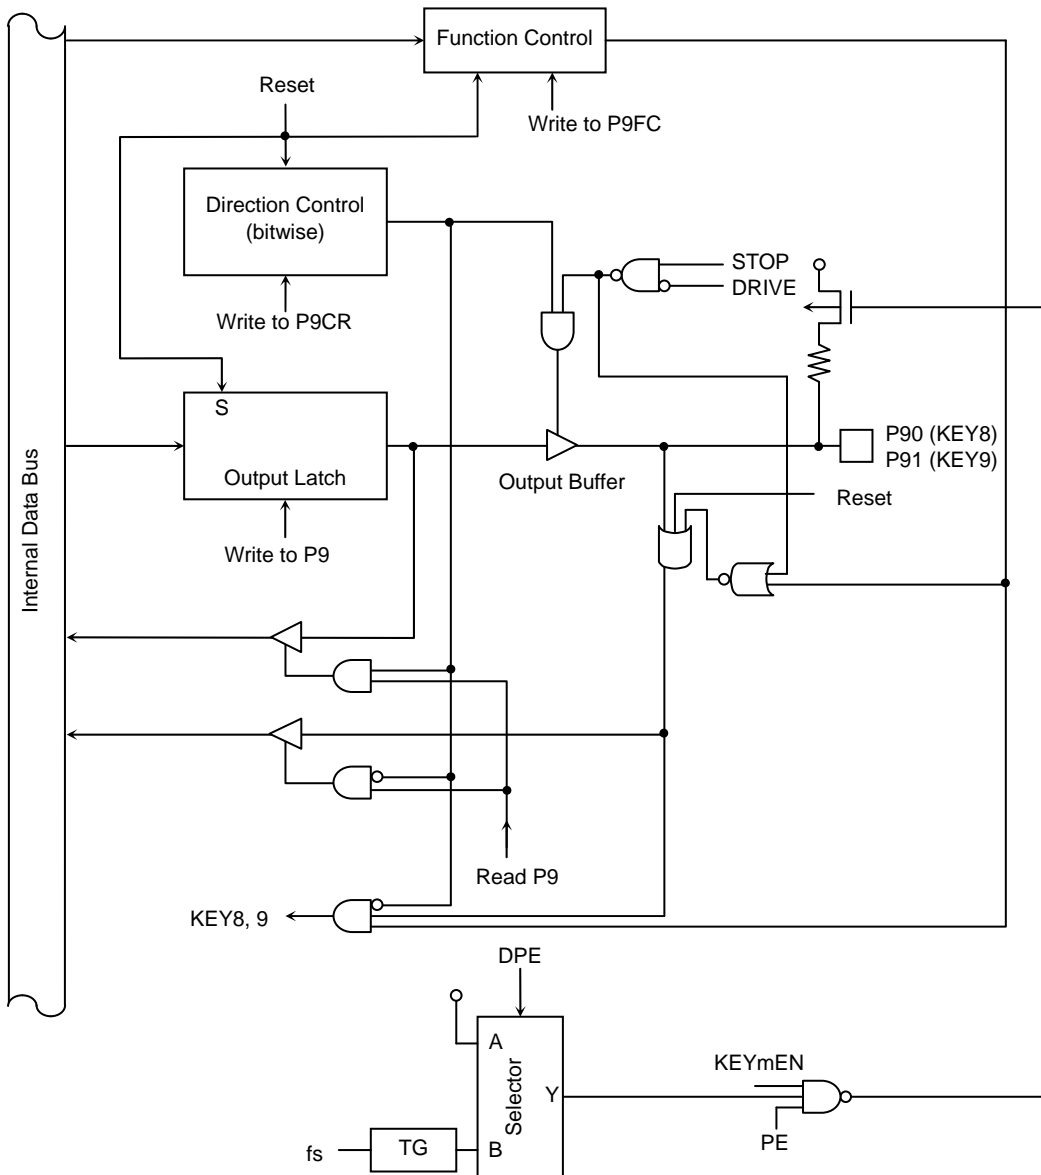 Function Control
Reset
Write to P9FC
Direction Control
(bitwise)
STOP
DRIVE
Write to P9CR
S
Output Latch
Output Buffer
P90 (KEY8)
P91 (KEY9)
Reset
Internal Data Bus
Write to P9
Read P9
KEY8, 9
DPE
A
Selector
Y
KEYmEN
PE
fs
TG
B